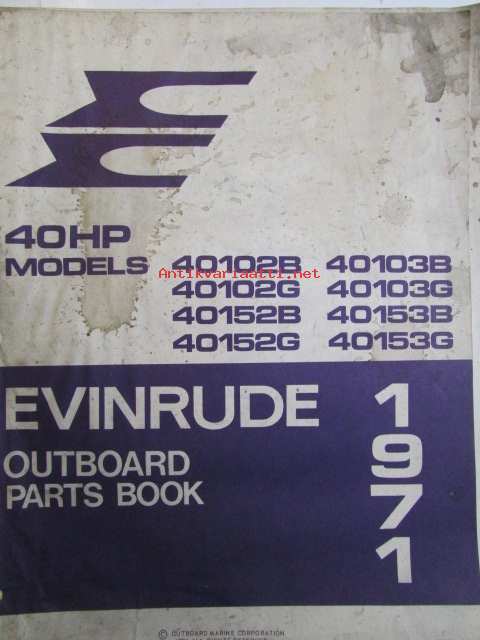 40HP
MODELS 40102B 40103B
40102G 40103G
40152B 40153B
40152G 40153G
Antikvariaatti.net
EVINRUDE
OUTBOARD
PARTS BOOK
1
9
7
1
© OUTBOARD MARINE CORPORATION